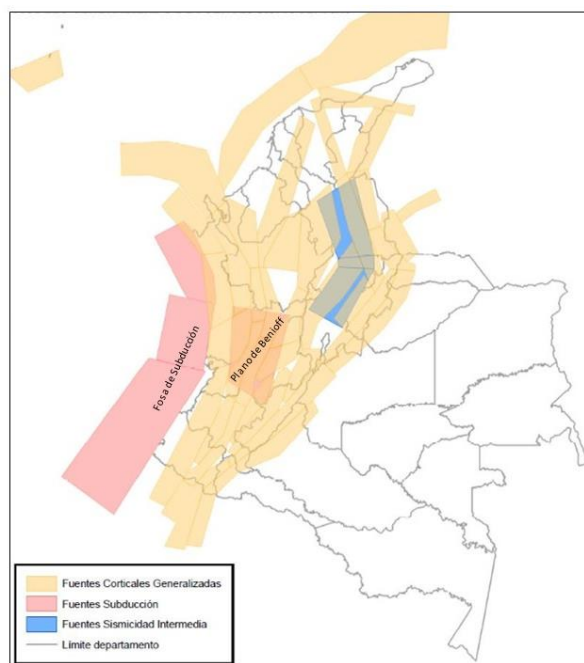 Fosa de Subducción
Plano de Benioff
Fuentes Corticales Generalizadas
Fuentes Subducción
Fuentes Sismicidad Intermedia
Límite departamento